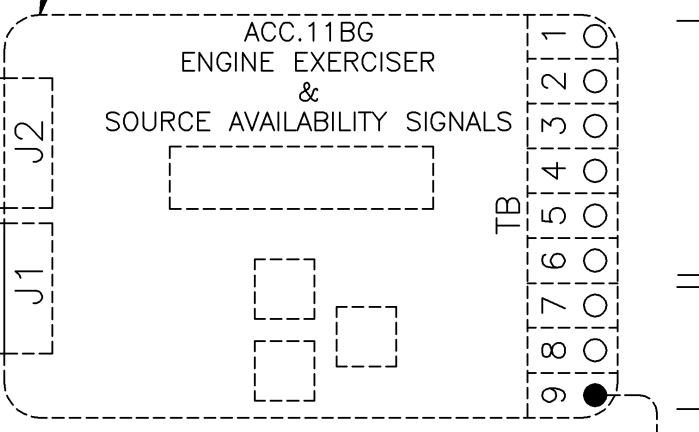 ACC.11BG
ENGINE EXERCISER
&
SOURCE AVAILABILITY SIGNALS
J2
J1
TB
1
2
3
4
5
6
7
8
9